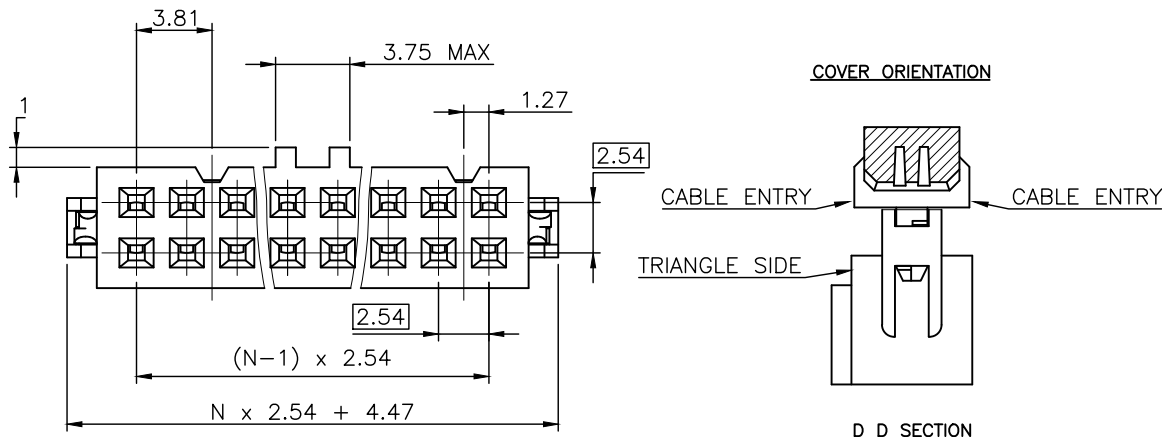 3.81
3.75 MAX
1
1.27
2.54
2.54
(N-1) x 2.54
N x 2.54 + 4.47
COVER ORIENTATION
CABLE ENTRY
CABLE ENTRY
TRIANGLE SIDE
D D SECTION